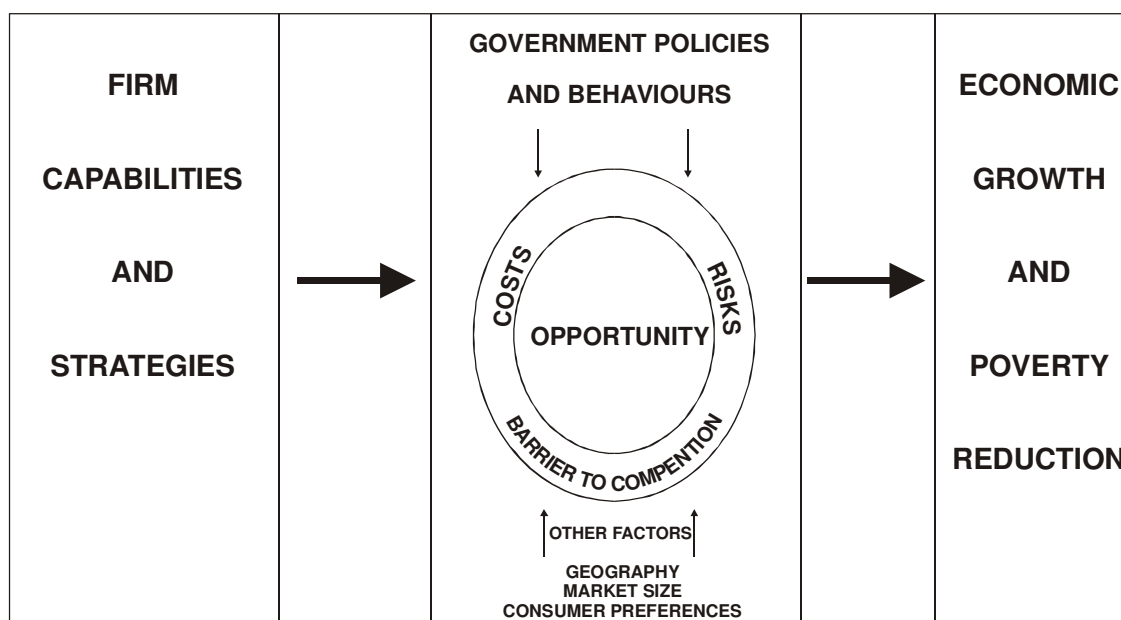 FIRM
CAPABILITIES
AND
STRATEGIES
GOVERNMENT POLICIES
AND BEHAVIOURS
COSTS
RISKS
OPPORTUNITY
BARRIER TO COMPENTION
OTHER FACTORS
GEOGRAPHY
MARKET SIZE
CONSUMER PREFERENCES
ECONOMIC
GROWTH
AND
POVERTY
REDUCTION